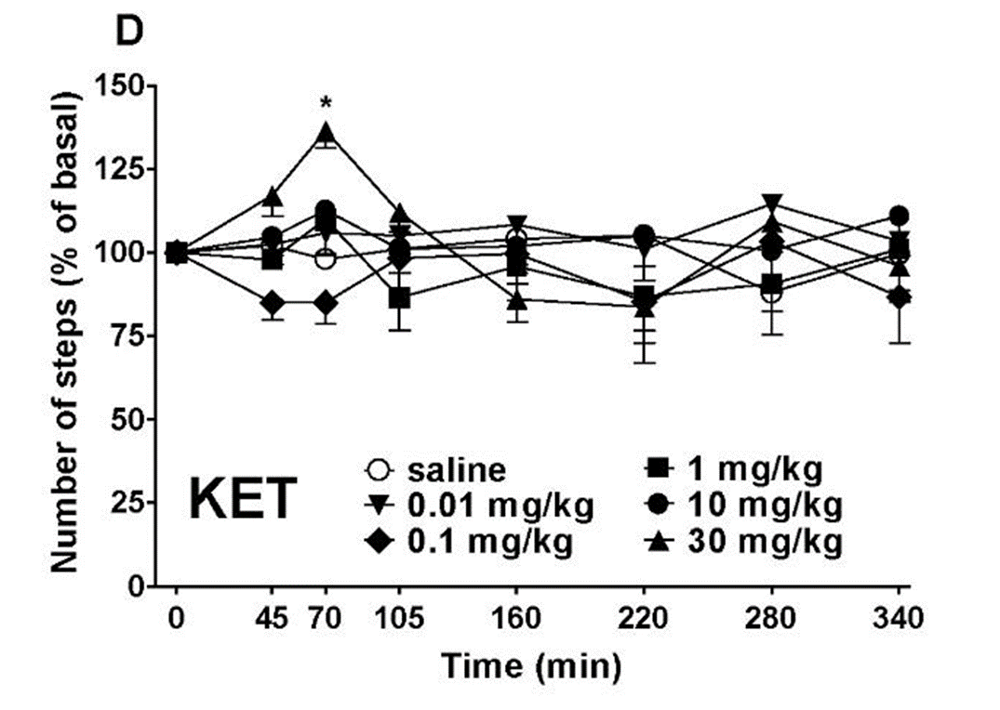 D
Number of steps (% of basal)
150
125
100
75
50
25
0
*
KET
saline
0.01 mg/kg
0.1 mg/kg
1 mg/kg
10 mg/kg
30 mg/kg
0 45 70 105 160 220 280 340
Time (min)